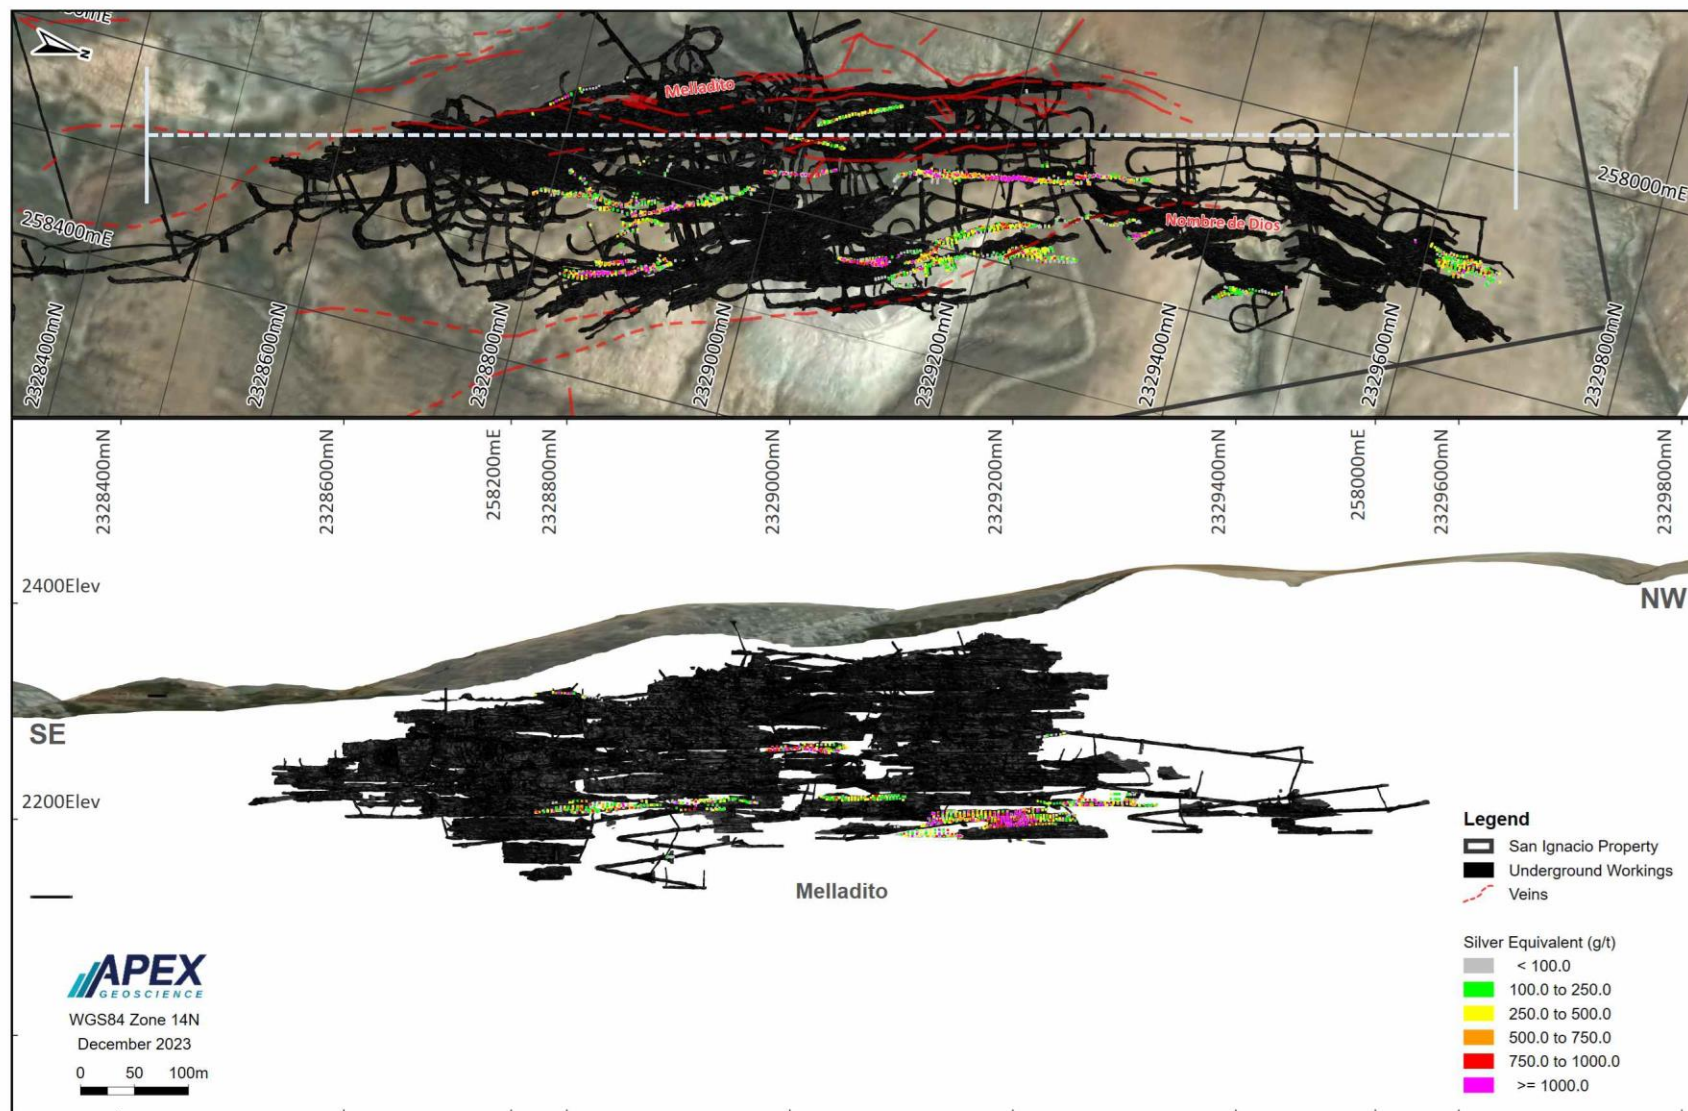 N
Melladito
258000mE
Nombre de Dios
258400mE
2328400mN
2328600mN
2328800mN
2329000mN
2329200mN
2329400mN
2329600mN
2329800mN
2328400mN
2328600mN
258200mE
2328800mN
2329000mN
2329200mN
2329400mN
258000mE
2329600mN
2329800mN
2400Elev
NW
SE
2200Elev
Melladito
Legend
San Ignacio Property
Underground Workings
Veins
Silver Equivalent (g/t)
< 100.0
100.0 to 250.0
250.0 to 500.0
500.0 to 750.0
750.0 to 1000.0
>= 1000.0
APEX
GEOSCIENCE
WGS84 Zone 14N
December 2023
0 50 100m